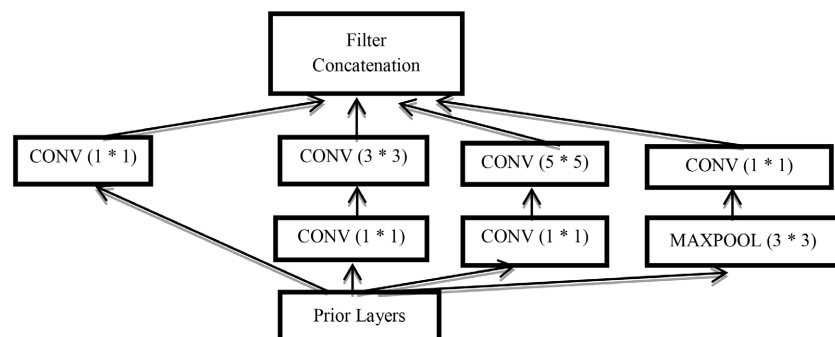 Filter
Concatenation
CONV (1 * 1)
CONV (3 * 3)
CONV (5 * 5)
CONV (1 * 1)
CONV (1 * 1)
CONV (1 * 1)
MAXPOOL (3 * 3)
Prior Layers